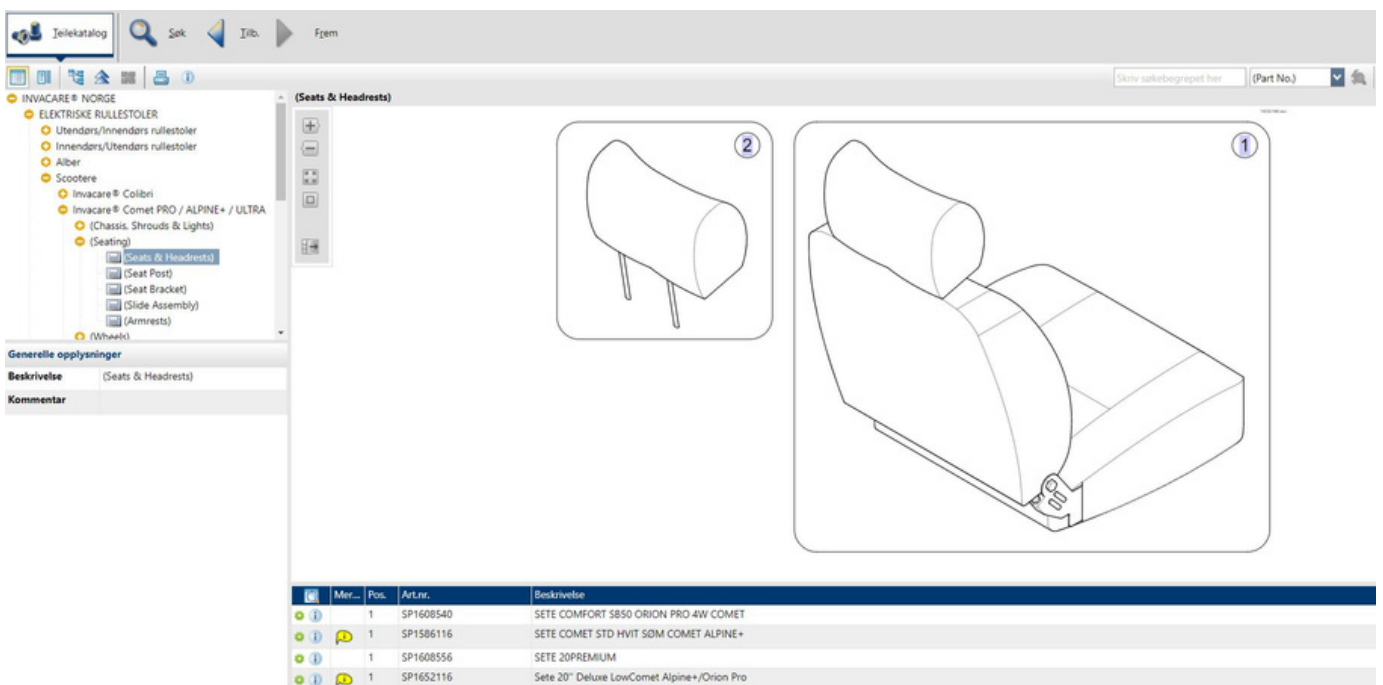 Teilekatalog Søk Tilb. Frem
Skriv søkebegrepet her (Part No.)
INVACARE® NORGE
ELEKTRISKE RULLESTOLER
Utendørs/Innendørs rullestoler
Innendørs/Utendørs rullestoler
Alber
Scootere
Invacare® Colibri
Invacare® Comet PRO / ALPINE+ / ULTRA
(Chassis, Shrouds & Lights)
(Seating)
(Seats & Headrests)
(Seat Post)
(Seat Bracket)
(Slide Assembly)
(Armrests)
(Wheels)
Generelle opplysninger
Beskrivelse (Seats & Headrests)
Kommentar
(Seats & Headrests)
2
1
Mer... Pos. Art.nr. Beskrivelse
1 SP1608540 SETE COMFORT SB50 ORION PRO 4W COMET
1 SP1586116 SETE COMET STD HVIT SØM COMET ALPINE+
1 SP1608556 SETE 20PREMIUM
1 SP1652116 Sete 20" Deluxe LowComet Alpine+/Orion Pro